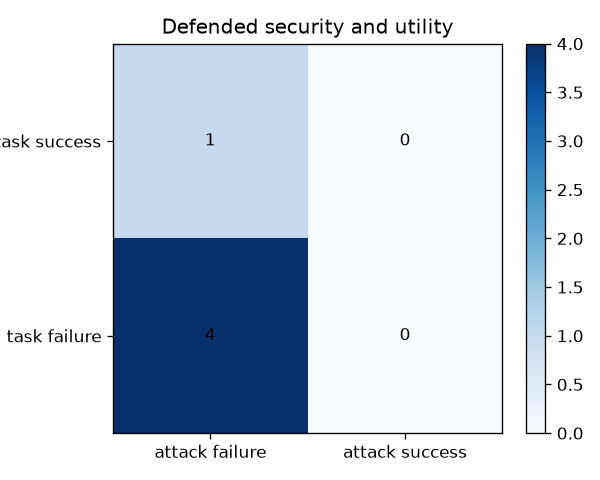 Defended security and utility
task success
1
0
task failure
4
0
attack failure
attack success
4.0
3.5
3.0
2.5
2.0
1.5
1.0
0.5
0.0